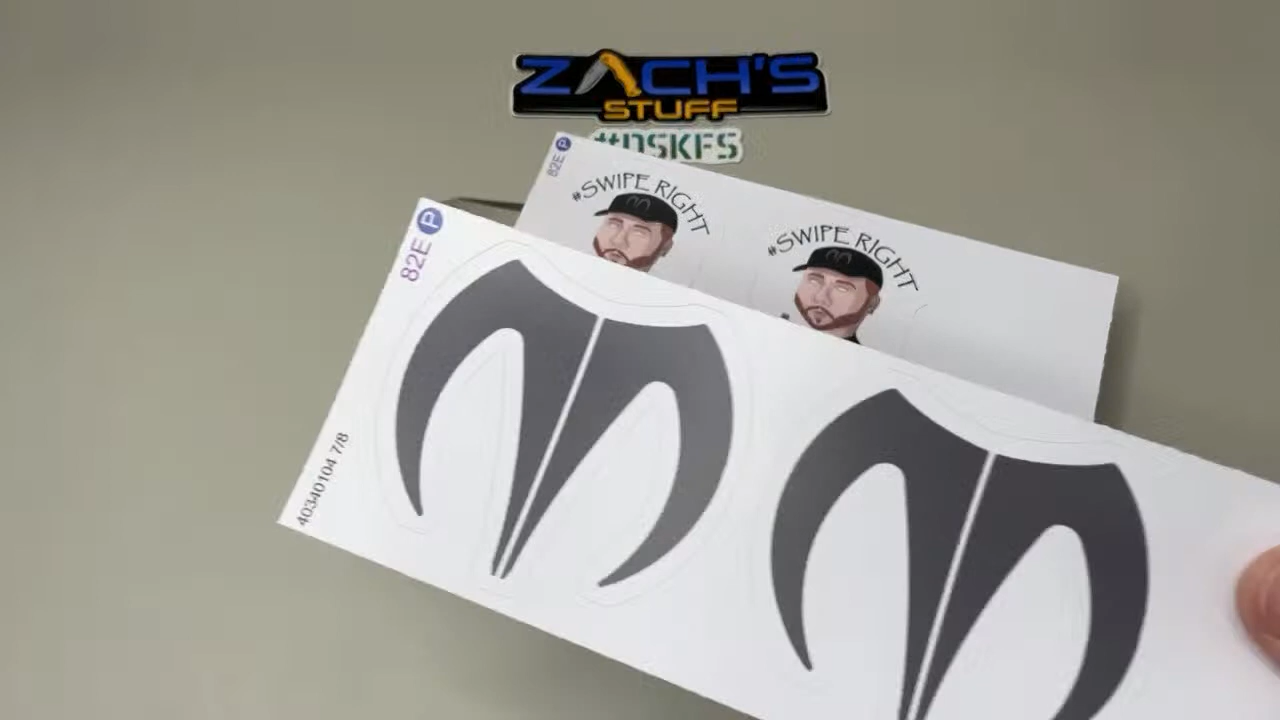 ZACH'S
STUFF
#DSKFS
82E P
#SWIPE RIGHT
#SWIPE RIGHT
82E P
40340104 7/8